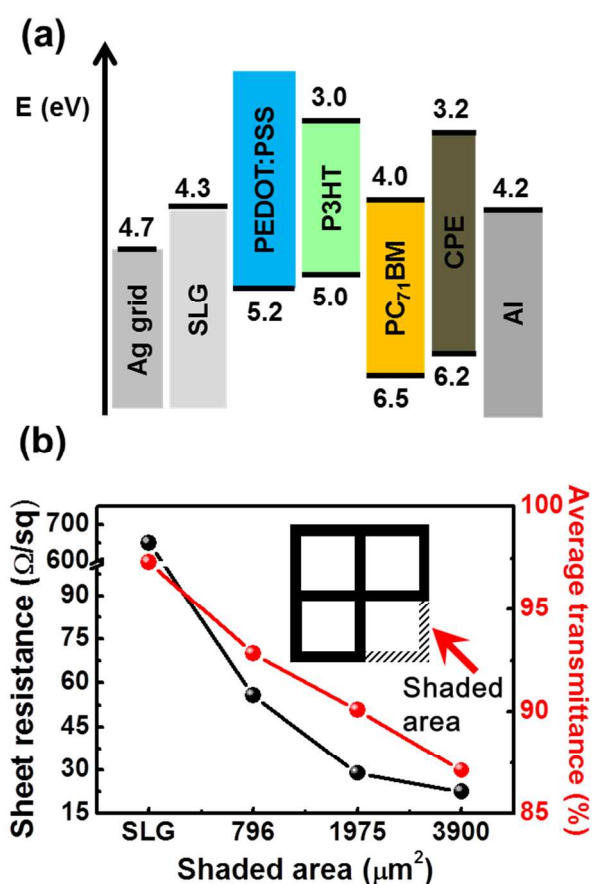 (a)
E (eV)
4.7
Ag grid
4.3
SLG
PEDOT:PSS
5.2
3.0
P3HT
5.0
4.0
PC71BM
6.5
3.2
CPE
6.2
4.2
Al
(b)
Sheet resistance (Ω/sq)
700
600
90
75
60
45
30
15
Shaded
area
100
95
90
85
Average transmittance (%)
SLG 796 1975 3900
Shaded area (μm²)